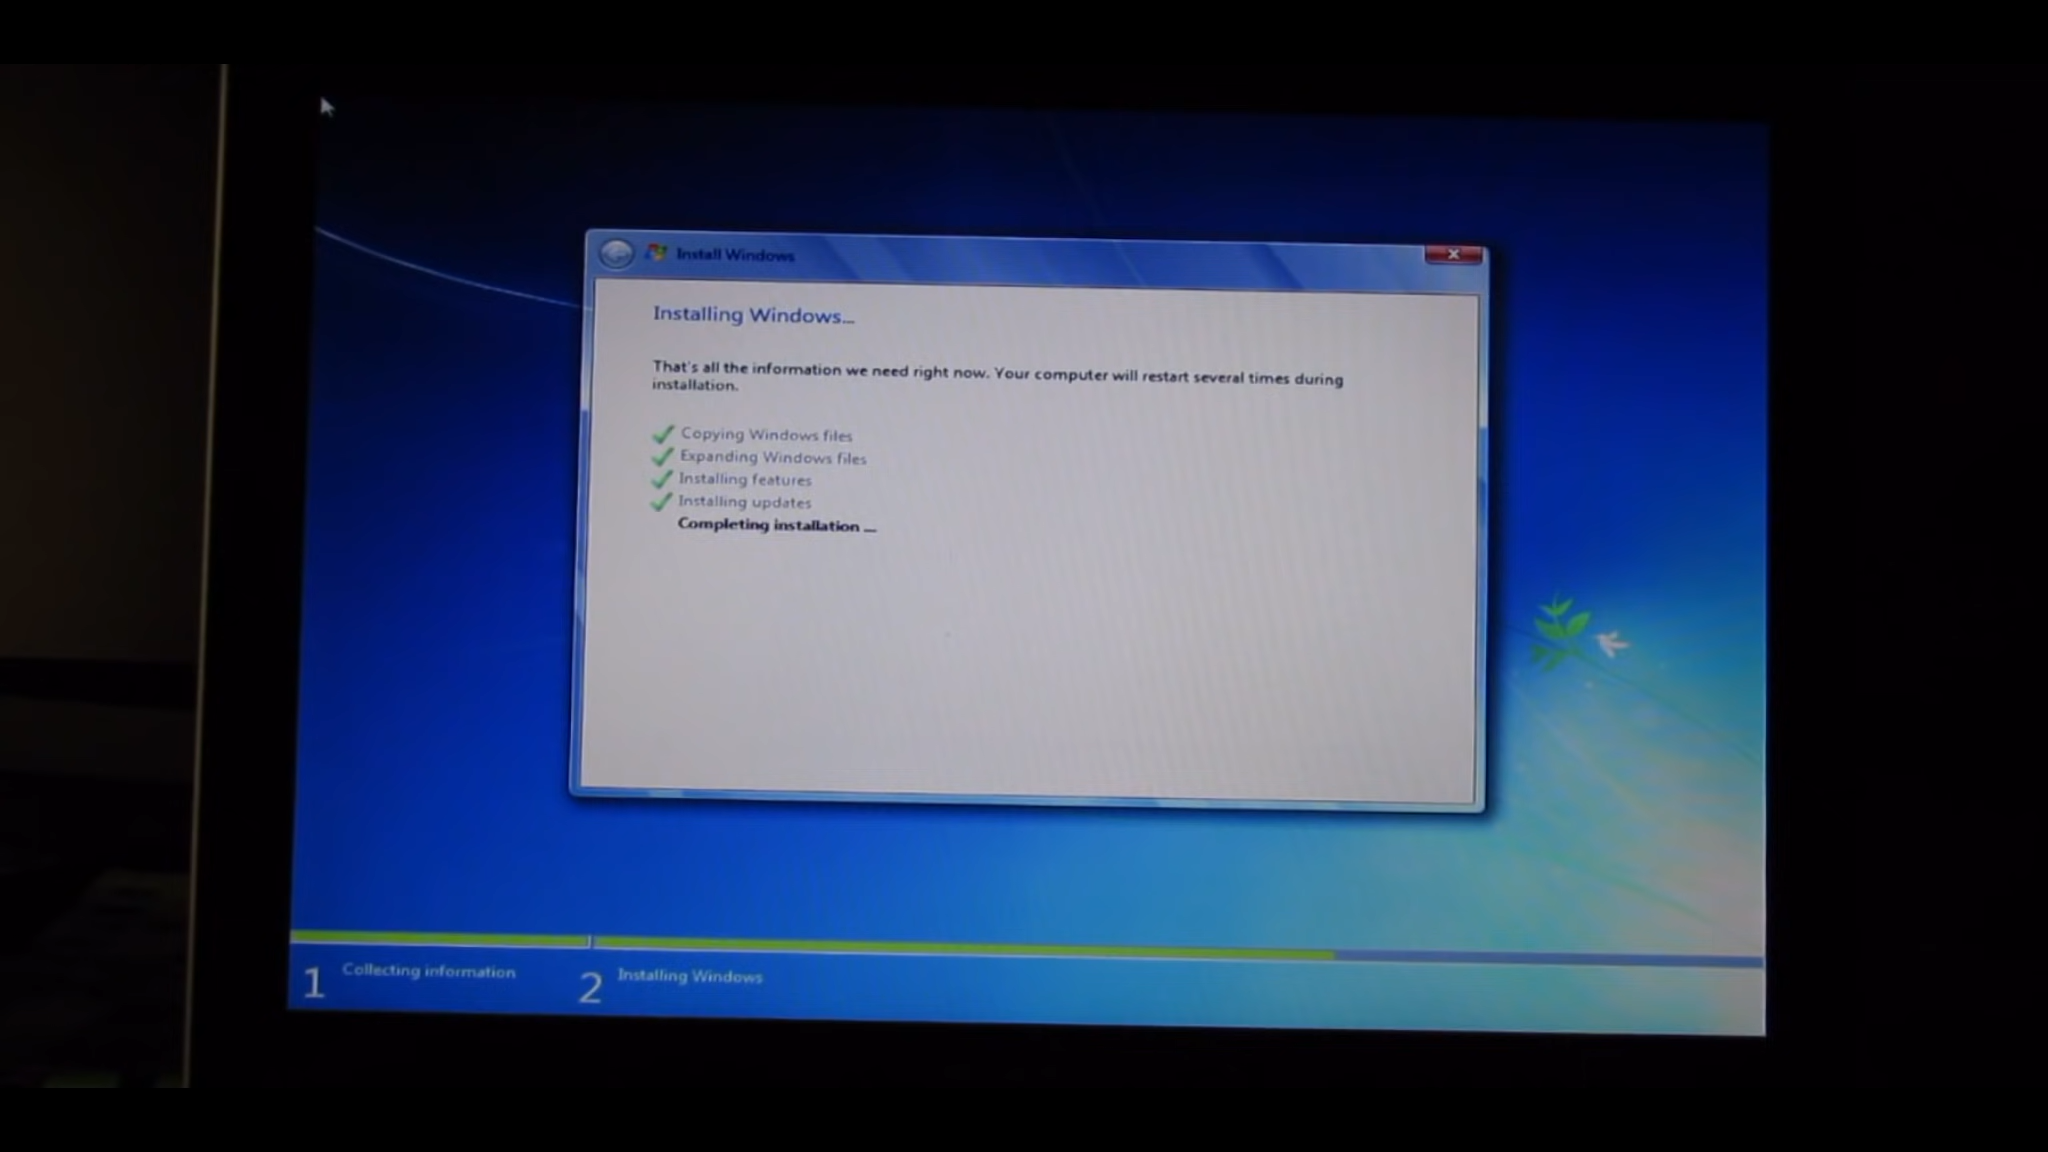 Install Windows
Installing Windows...
That's all the information we need right now. Your computer will restart several times during
installation.
Copying Windows files
Expanding Windows files
Installing features
Installing updates
Completing installation ...
1 Collecting information
2 Installing Windows